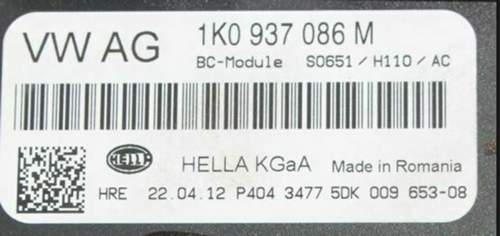 VW AG 1K0 937 086 M
BC-Module S0651 / H110 / AC
HELLA
HELLA KGaA Made in Romania
HRE 22.04.12 P404 3477 5DK 009 653-08